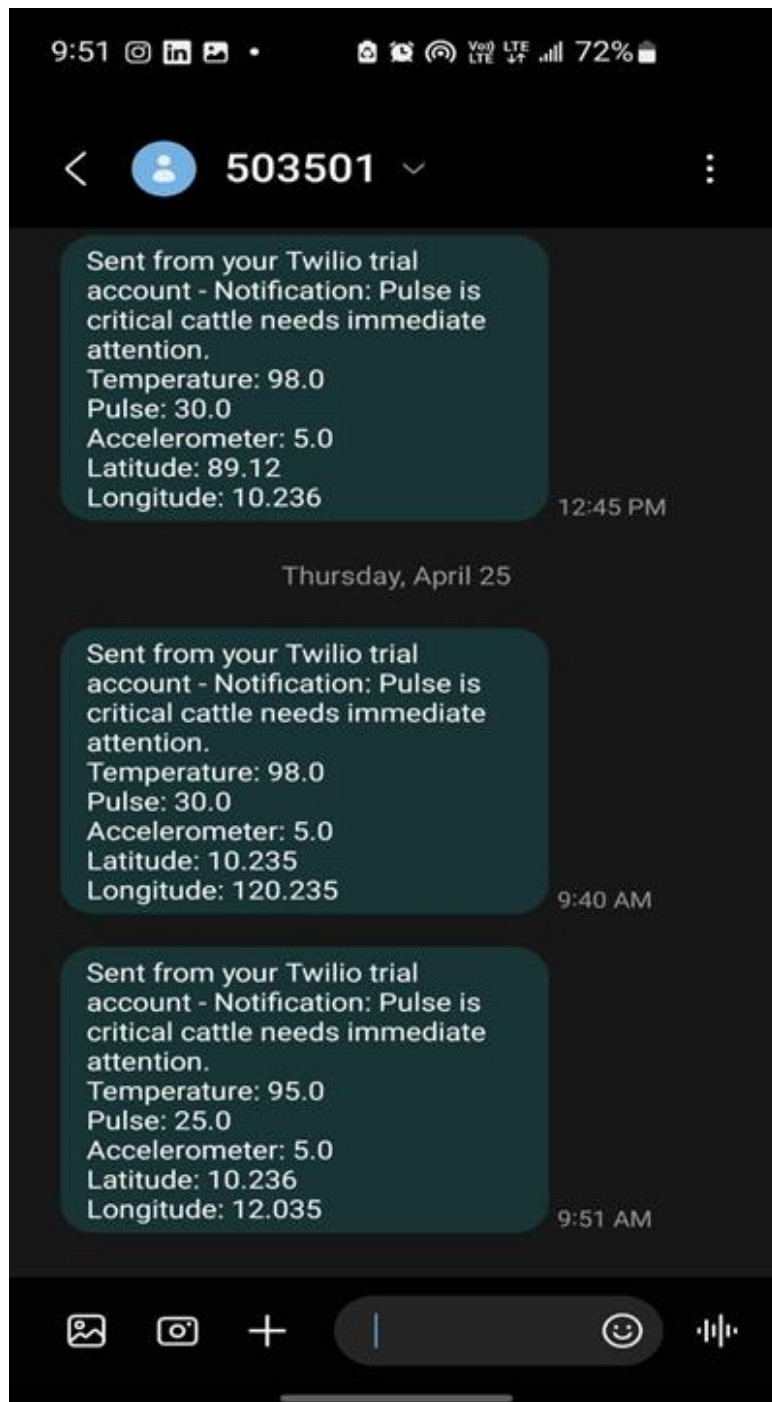 9:51 72%
503501
Sent from your Twilio trial
account - Notification: Pulse is
critical cattle needs immediate
attention.
Temperature: 98.0
Pulse: 30.0
Accelerometer: 5.0
Latitude: 89.12
Longitude: 10.236
12:45 PM
Thursday, April 25
Sent from your Twilio trial
account - Notification: Pulse is
critical cattle needs immediate
attention.
Temperature: 98.0
Pulse: 30.0
Accelerometer: 5.0
Latitude: 10.235
Longitude: 120.235
9:40 AM
Sent from your Twilio trial
account - Notification: Pulse is
critical cattle needs immediate
attention.
Temperature: 95.0
Pulse: 25.0
Accelerometer: 5.0
Latitude: 10.236
Longitude: 12.035
9:51 AM